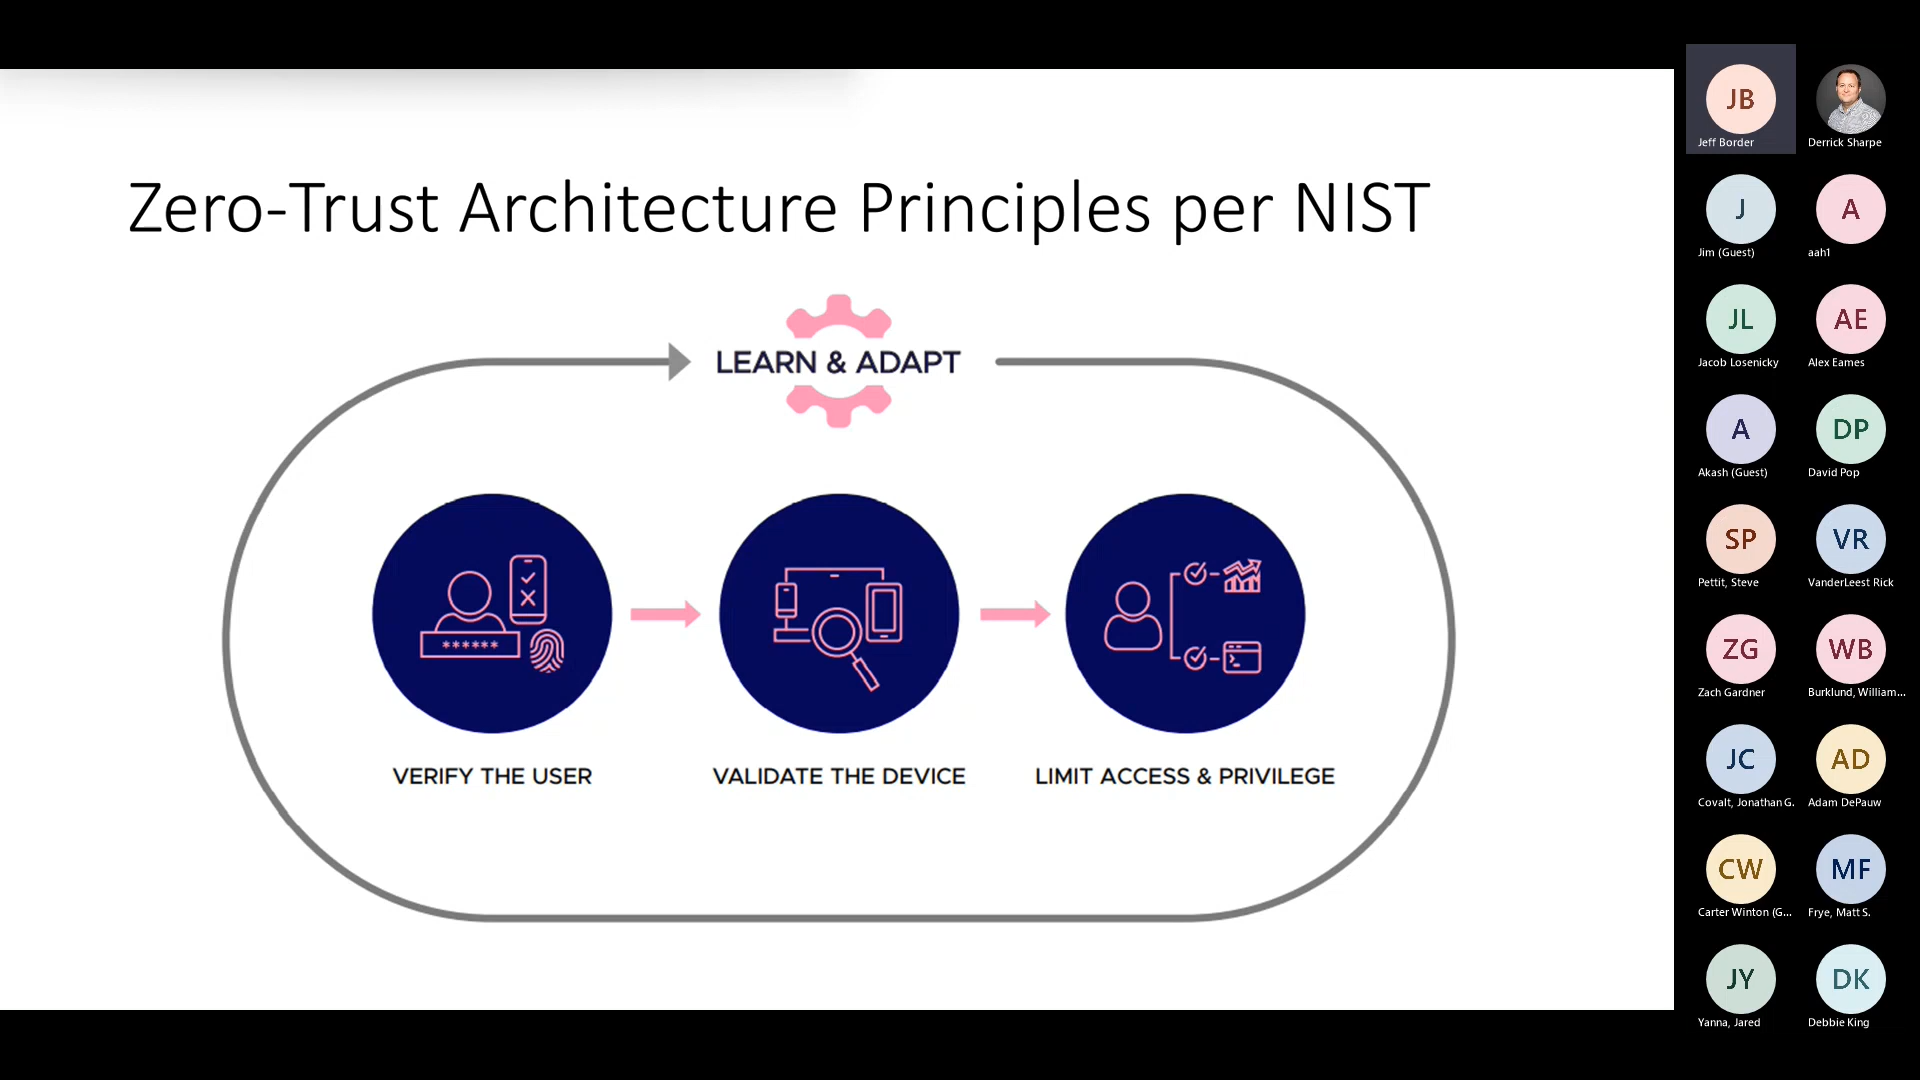 Zero-Trust Architecture Principles per NIST
LEARN & ADAPT
******
VERIFY THE USER
VALIDATE THE DEVICE
LIMIT ACCESS & PRIVILEGE
JB
Jeff Border
Derrick Sharpe
J
Jim (Guest)
A
aah1
JL
Jacob Losenicky
AE
Alex Eames
A
Akash (Guest)
DP
David Pop
SP
Pettit, Steve
VR
VanderLeest Rick
ZG
Zach Gardner
WB
Burklund, William...
JC
Covalt, Jonathan G.
AD
Adam DePauw
CW
Carter Winton (G...
MF
Frye, Matt S.
JY
Yanna, Jared
DK
Debbie King